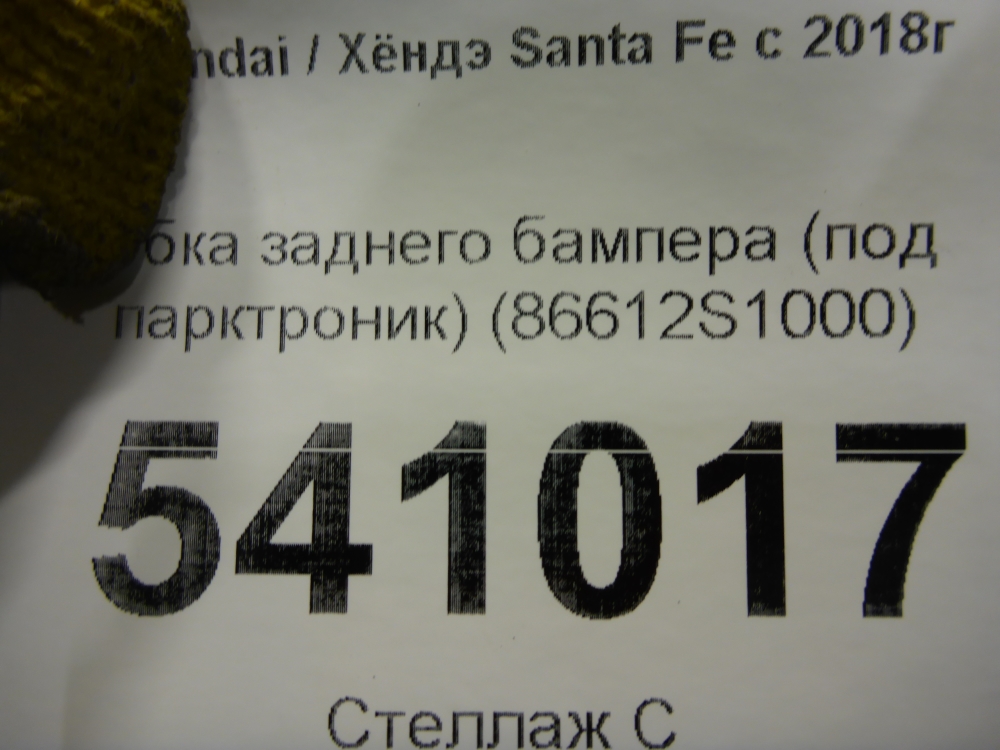 ndai / Хёндэ Santa Fe с 2018г
бка заднего бампера (под
парктроник) (86612S1000)
541017
Стеллаж С